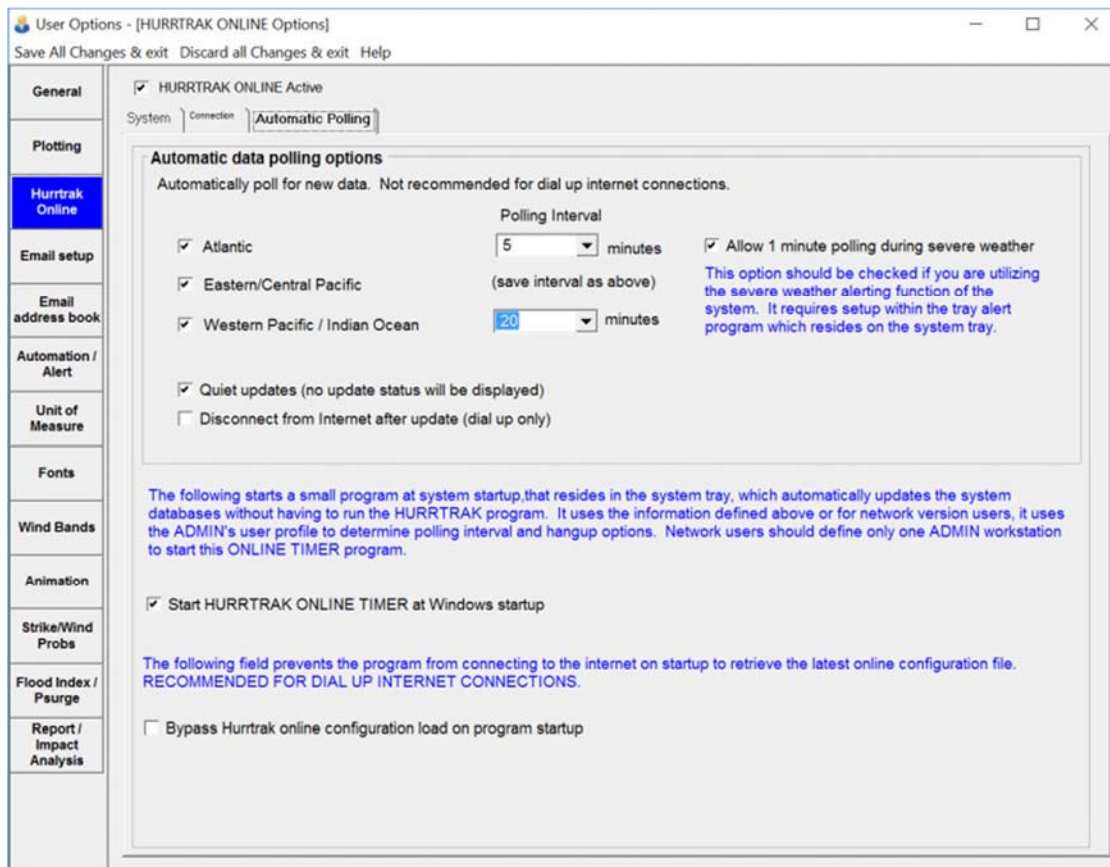 User Options - [HURRTRAK ONLINE Options]
Save All Changes & exit Discard all Changes & exit Help
General
Plotting
Hurrtrak
Online
Email setup
Email
address book
Automation /
Alert
Unit of
Measure
Fonts
Wind Bands
Animation
Strike/Wind
Probs
Flood Index /
Psurge
Report /
Impact
Analysis
HURRTRAK ONLINE Active
System Connection Automatic Polling
Automatic data polling options
Automatically poll for new data. Not recommended for dial up internet connections.
Polling Interval
Atlantic 5 minutes
Eastern/Central Pacific (save interval as above)
Western Pacific / Indian Ocean 20 minutes
Allow 1 minute polling during severe weather
This option should be checked if you are utilizing
the severe weather alerting function of the
system. It requires setup within the tray alert
program which resides on the system tray.
Quiet updates (no update status will be displayed)
Disconnect from Internet after update (dial up only)
The following starts a small program at system startup,that resides in the system tray, which automatically updates the system
databases without having to run the HURRTRAK program. It uses the information defined above or for network version users, it uses
the ADMIN's user profile to determine polling interval and hangup options. Network users should define only one ADMIN workstation
to start this ONLINE TIMER program.
Start HURRTRAK ONLINE TIMER at Windows startup
The following field prevents the program from connecting to the internet on startup to retrieve the latest online configuration file.
RECOMMENDED FOR DIAL UP INTERNET CONNECTIONS.
Bypass Hurrtrak online configuration load on program startup